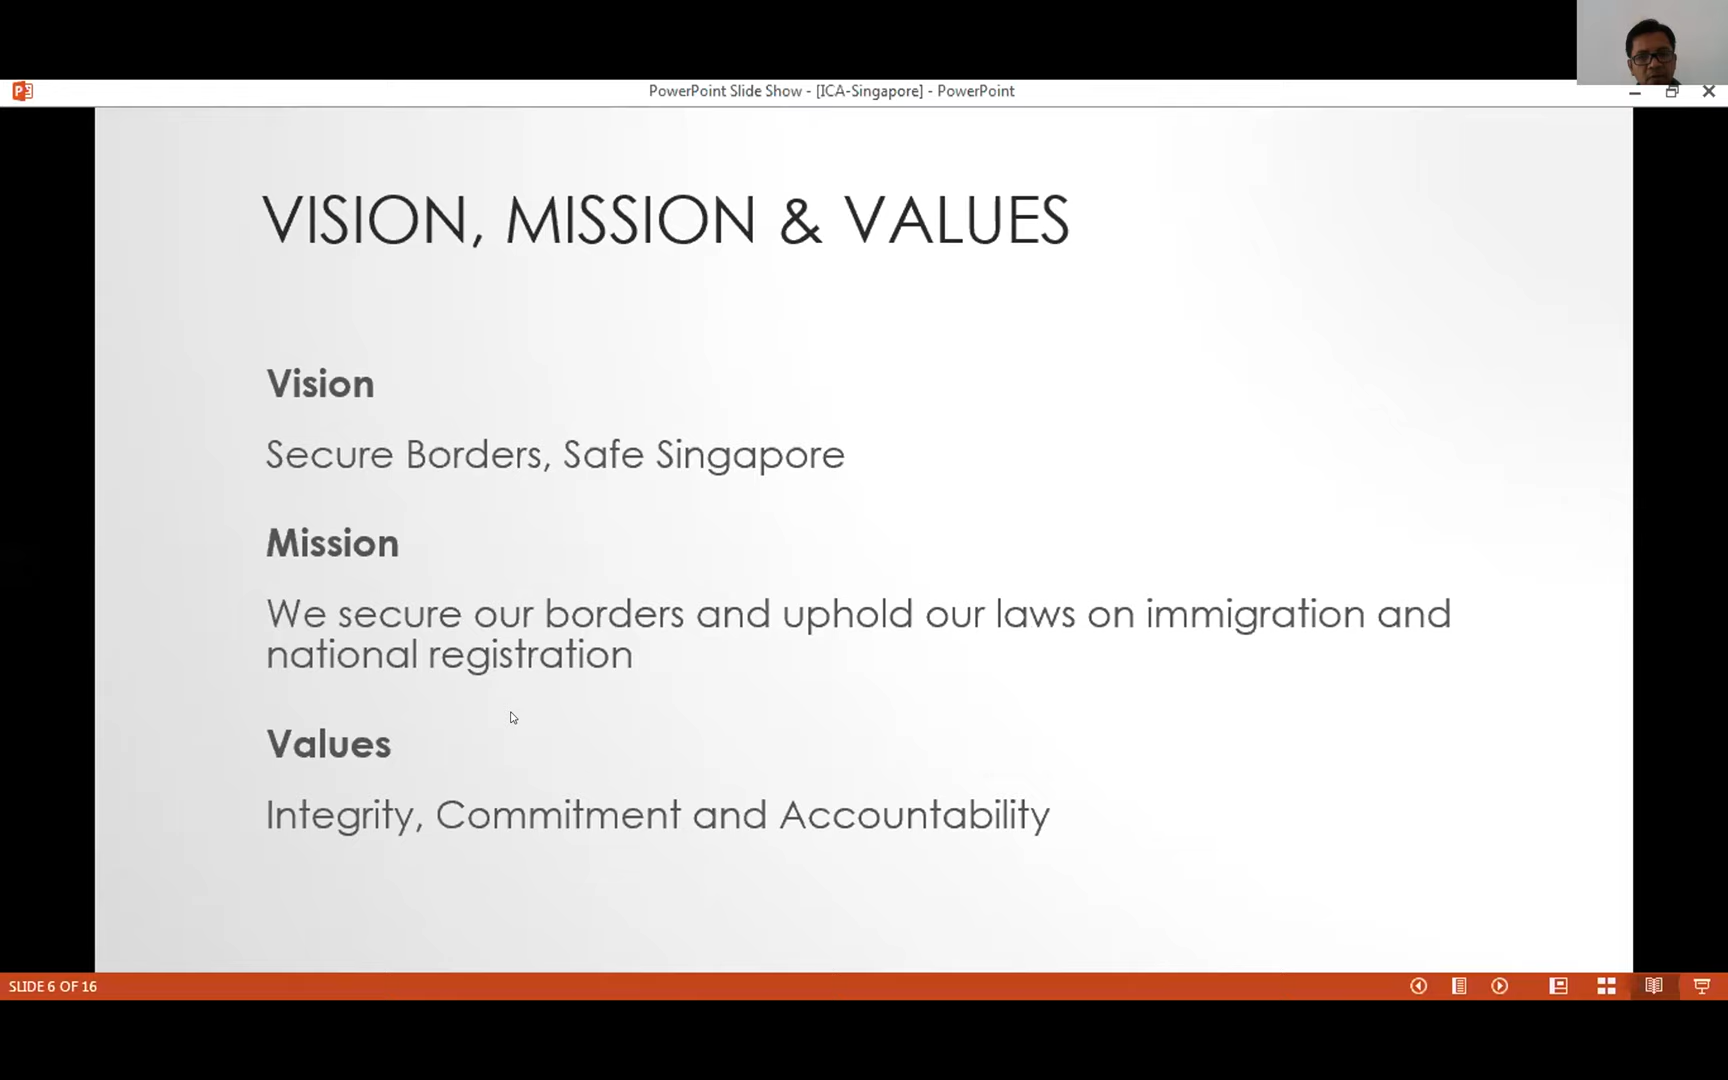 PowerPoint Slide Show - [ICA-Singapore] - PowerPoint
VISION, MISSION & VALUES
Vision
Secure Borders, Safe Singapore
Mission
We secure our borders and uphold our laws on immigration and
national registration
Values
Integrity, Commitment and Accountability
SLIDE 6 OF 16